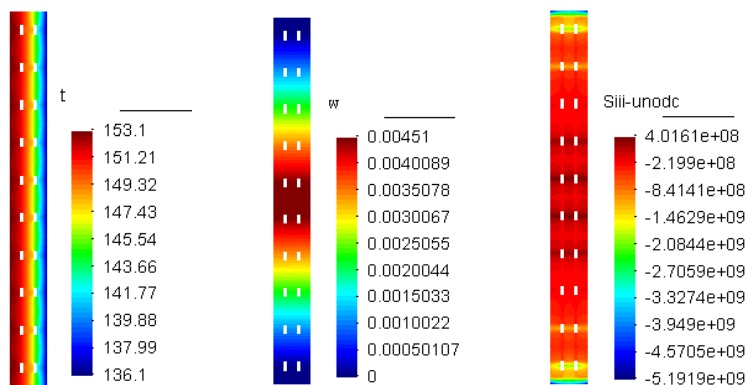 t
153.1
151.21
149.32
147.43
145.54
143.66
141.77
139.88
137.99
136.1
w
0.00451
0.0040089
0.0035078
0.0030067
0.0025055
0.0020044
0.0015033
0.0010022
0.00050107
0
Siii-unodc
4.0161e+08
-2.199e+08
-8.4141e+08
-1.4629e+09
-2.0844e+09
-2.7059e+09
-3.3274e+09
-3.949e+09
-4.5705e+09
-5.1919e+09